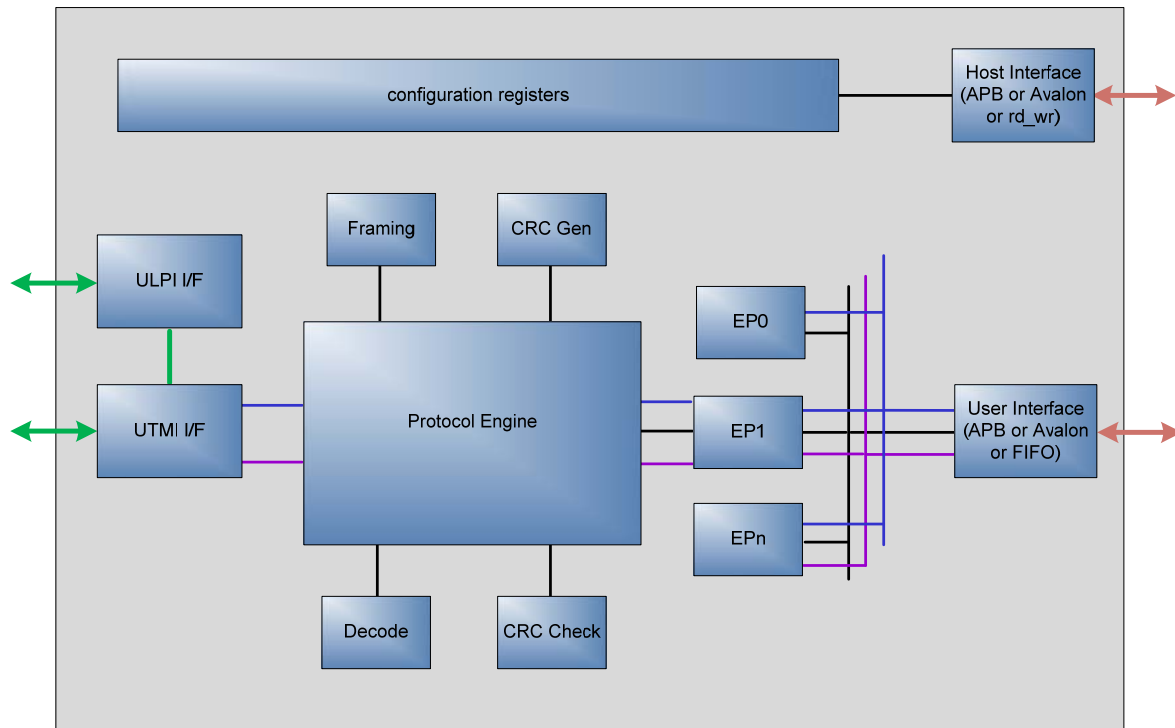 configuration registers
Host Interface
(APB or Avalon
or rd_wr)
Framing
CRC Gen
ULPI I/F
EP0
UTMI I/F
Protocol Engine
EP1
User Interface
(APB or Avalon
or FIFO)
EPn
Decode
CRC Check